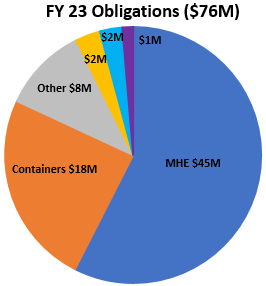 FY 23 Obligations ($76M)
$2M
$1M
$2M
Other $8M
MHE $45M
Containers $18M